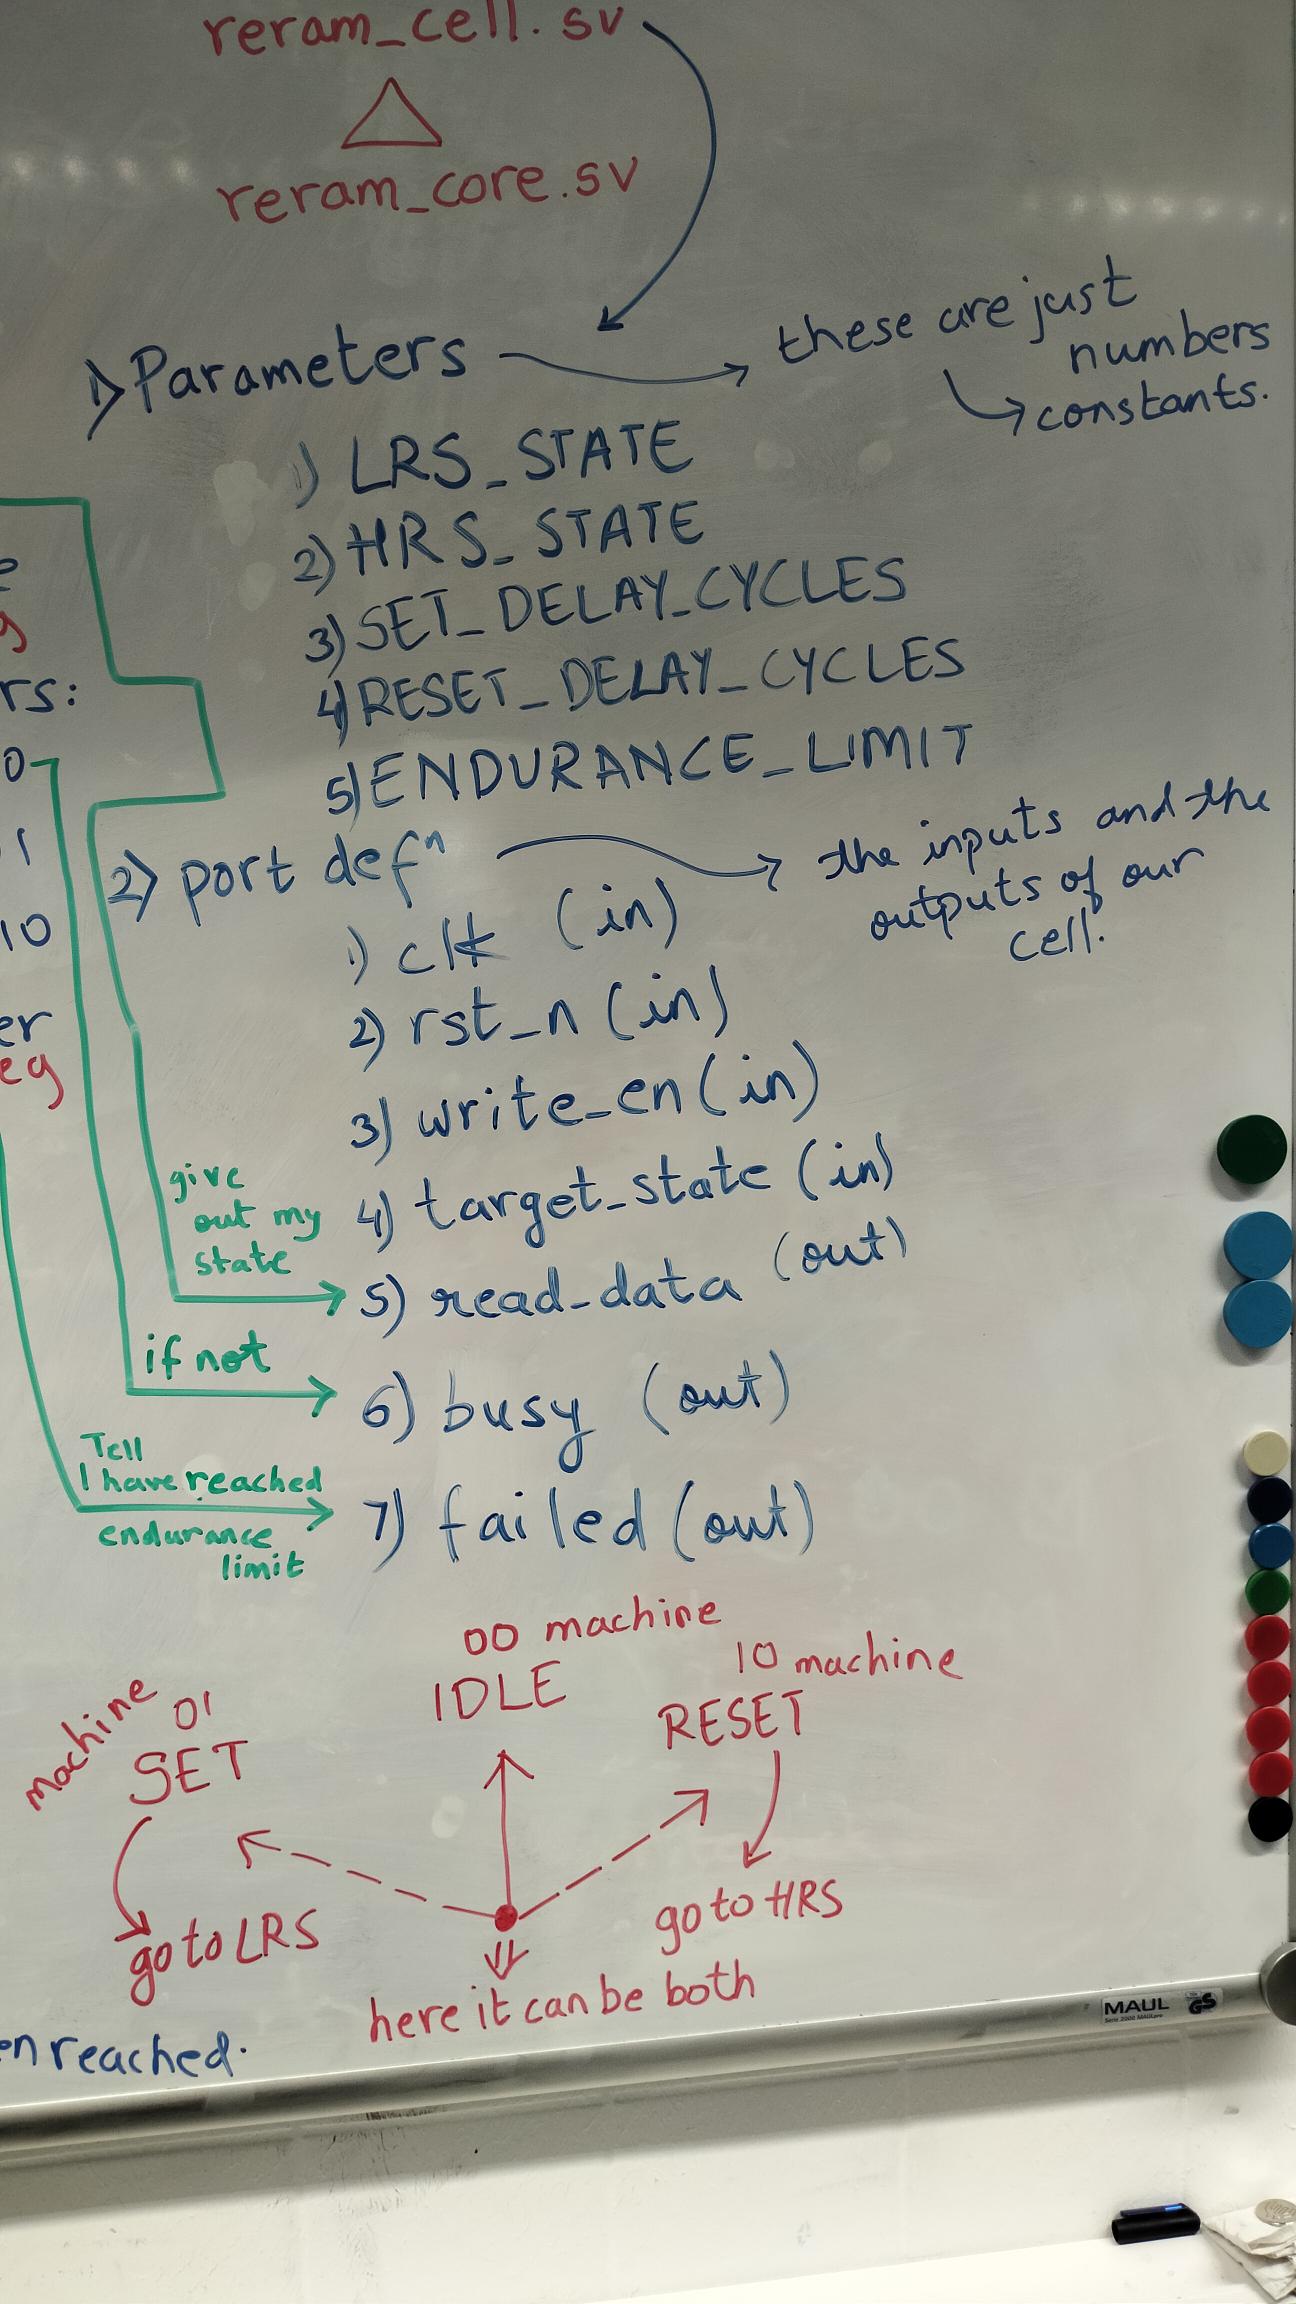 reram_cell.sv
reram_core.sv
1) Parameters
these are just
numbers
constants.
1) LRS_STATE
2) HRS_STATE
3) SET_DELAY_CYCLES
4) RESET_DELAY_CYCLES
5) ENDURANCE_LIMIT
rs:
0
1
10
er
eg
2) port defⁿ
the inputs and the
outputs of our
cell.
1) clk (in)
2) rst_n (in)
3) write_en (in)
4) target_state (in)
give
out my
state
5) read_data (out)
if not
6) busy (out)
Tell
I have reached
endurance
limit
7) failed (out)
00 machine
IDLE
10 machine
RESET
machine 01
SET
go to LRS
go to HRS
here it can be both
en reached.
MAUL
GS